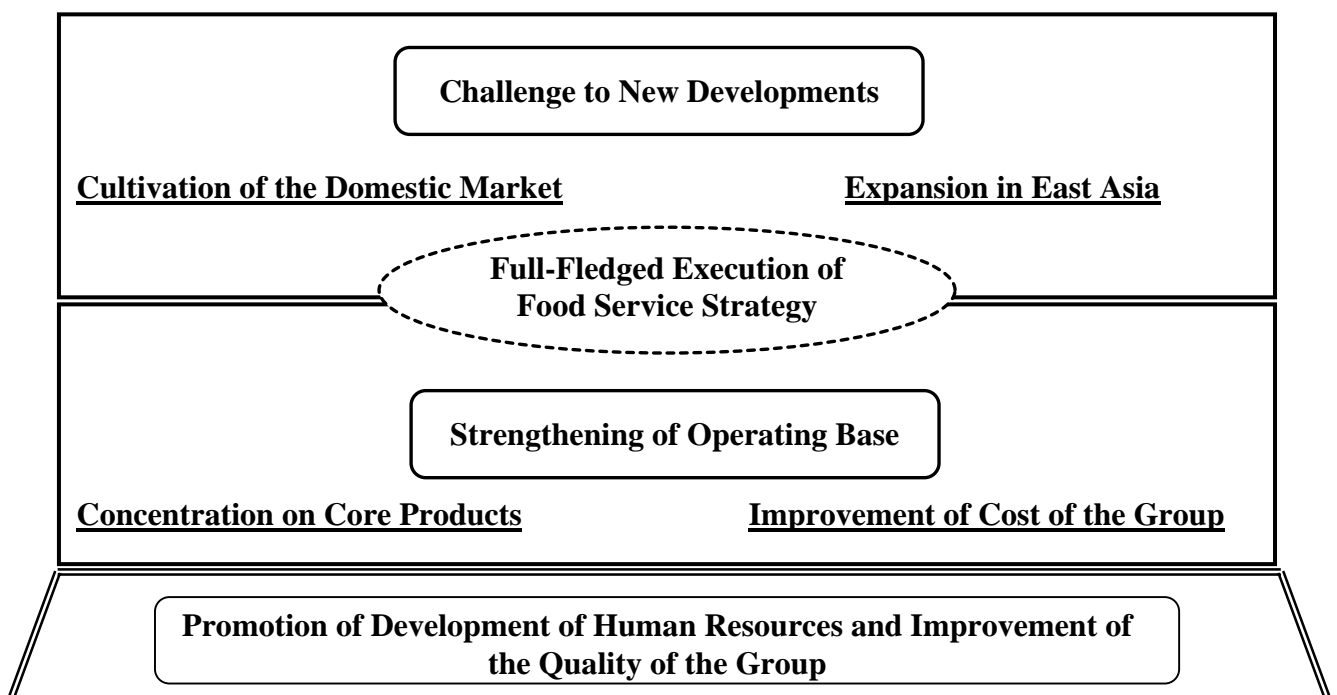 Challenge to New Developments
Cultivation of the Domestic Market
Expansion in East Asia
Full-Fledged Execution of
Food Service Strategy
Strengthening of Operating Base
Concentration on Core Products
Improvement of Cost of the Group
Promotion of Development of Human Resources and Improvement of
the Quality of the Group